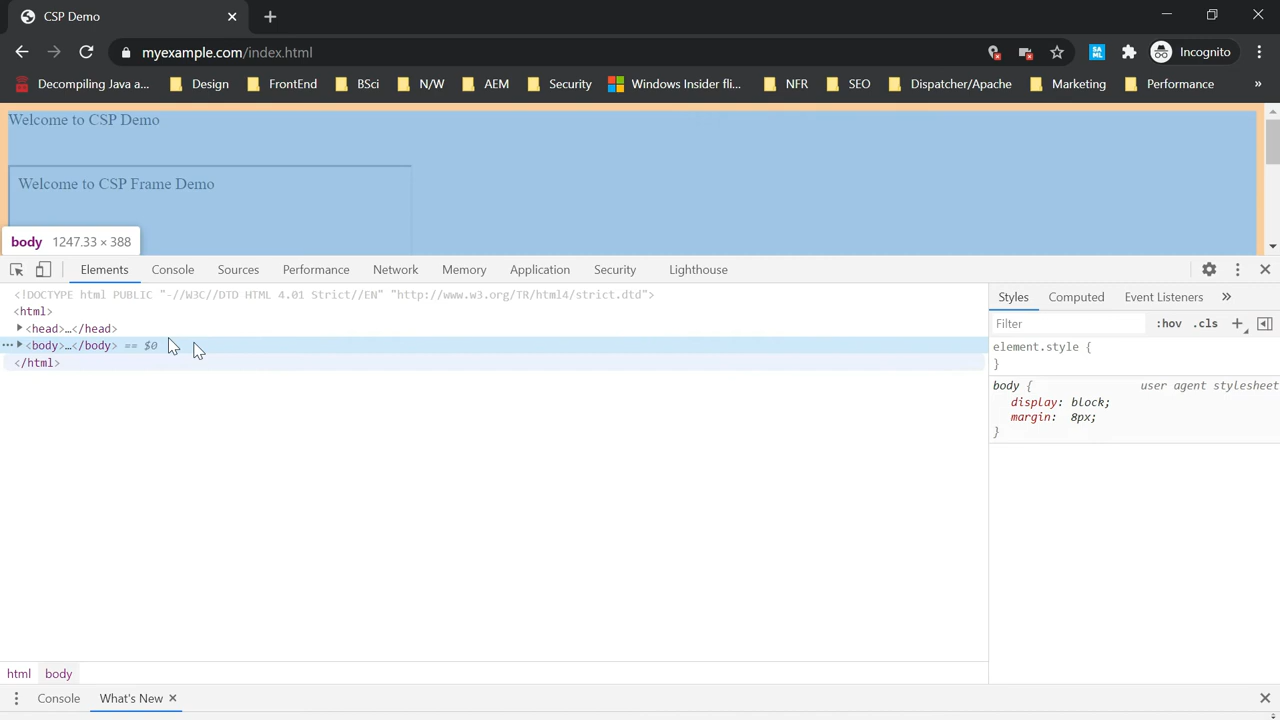 CSP Demo
myexample.com/index.html
SA
ML
Incognito
Decompiling Java a... Design FrontEnd BSci N/W AEM Security Windows Insider fli... NFR SEO Dispatcher/Apache Marketing Performance »
Welcome to CSP Demo
Welcome to CSP Frame Demo
body 1247.33 × 388
Elements Console Sources Performance Network Memory Application Security Lighthouse
<!DOCTYPE html PUBLIC "-//W3C//DTD HTML 4.01 Strict//EN" "http://www.w3.org/TR/html4/strict.dtd">
<html>
<head>…</head>
<body>…</body> == $0
</html>
Styles Computed Event Listeners »
Filter :hov .cls +
element.style {
}
body { user agent stylesheet
display: block;
margin: 8px;
}
html body
Console What's New